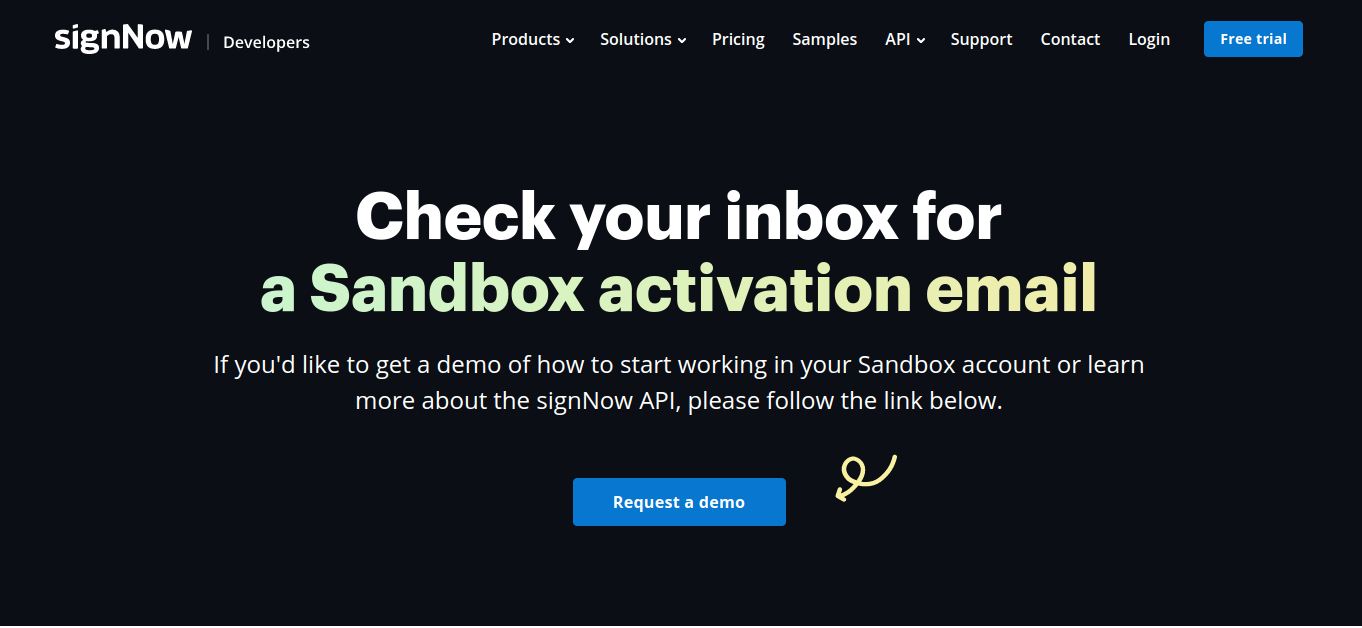 signNow | Developers
Products
Solutions
Pricing
Samples
API
Support
Contact
Login
Free trial
Check your inbox for
a Sandbox activation email
If you'd like to get a demo of how to start working in your Sandbox account or learn
more about the signNow API, please follow the link below.
Request a demo